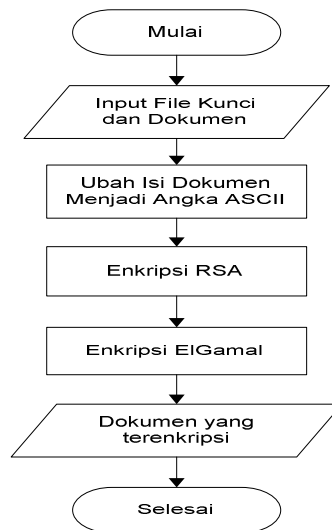 Mulai
Input File Kunci
dan Dokumen
Ubah Isi Dokumen
Menjadi Angka ASCII
Enkripsi RSA
Enkripsi ElGamal
Dokumen yang
terenkripsi
Selesai